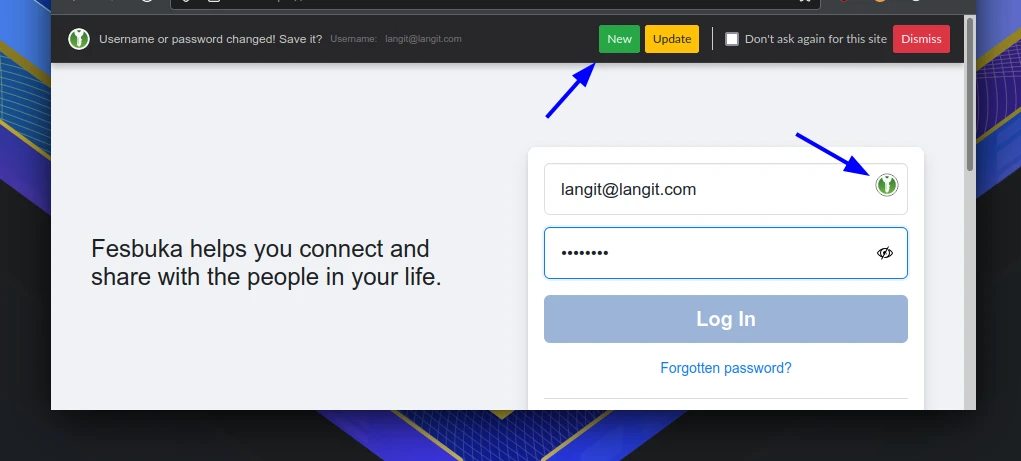 Username or password changed! Save it? Username: langit@langit.com New Update Don't ask again for this site Dismiss
langit@langit.com
••••••••
Fesbuka helps you connect and
share with the people in your life.
Log In
Forgotten password?